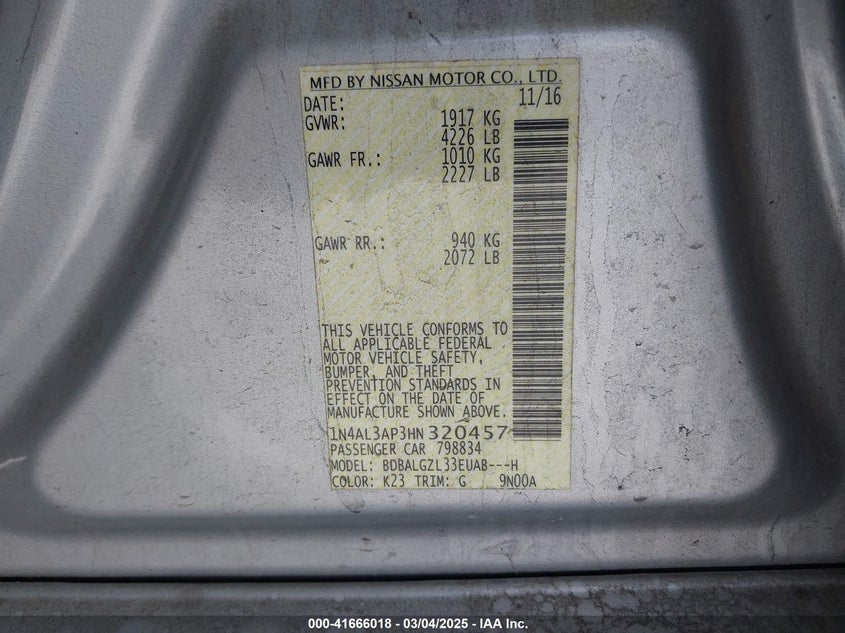 MFD BY NISSAN MOTOR CO., LTD.
DATE: 11/16
GVWR: 1917 KG
4226 LB
GAWR FR.: 1010 KG
2227 LB
GAWR RR.: 940 KG
2072 LB
THIS VEHICLE CONFORMS TO
ALL APPLICABLE FEDERAL
MOTOR VEHICLE SAFETY,
BUMPER, AND THEFT
PREVENTION STANDARDS IN
EFFECT ON THE DATE OF
MANUFACTURE SHOWN ABOVE.
1N4AL3AP3HN320457
PASSENGER CAR 798834
MODEL: BDBALGZL33EUAB---H
COLOR: K23 TRIM: G 9N00A
000-41666018 - 03/04/2025 - IAA Inc.